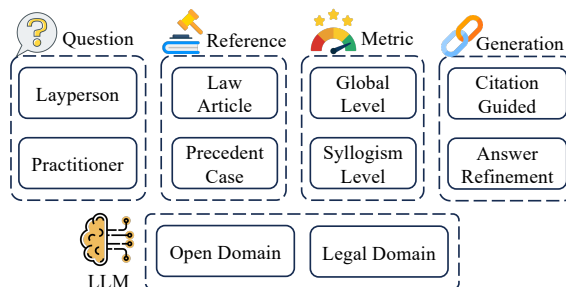 Question
Reference
Metric
Generation
Layperson
Law
Article
Global
Level
Citation
Guided
Practitioner
Precedent
Case
Syllogism
Level
Answer
Refinement
LLM
Open Domain
Legal Domain